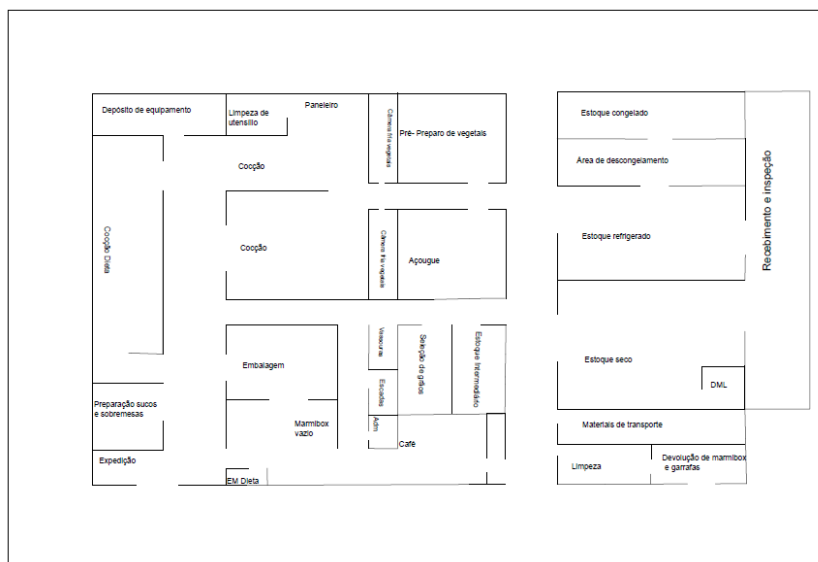 Depósito de equipamento
Limpeza de
utensílio
Paneleiro
Câmera fria vegetais
Pré- Preparo de vegetais
Estoque congelado
Área de descongelamento
Recebimento e inspeção
Cocção
Cocção Dieta
Cocção
Câmera fria vegetais
Açougue
Estoque refrigerado
Embalagem
Vassouras
Seleção de grãos
Estoque Intermediário
Estoque seco
DML
Escadas
Preparação sucos
e sobremesas
Marmibox
vazio
Adm
Café
Materiais de transporte
Expedição
EM Dieta
Limpeza
Devolução de marmibox
e garrafas